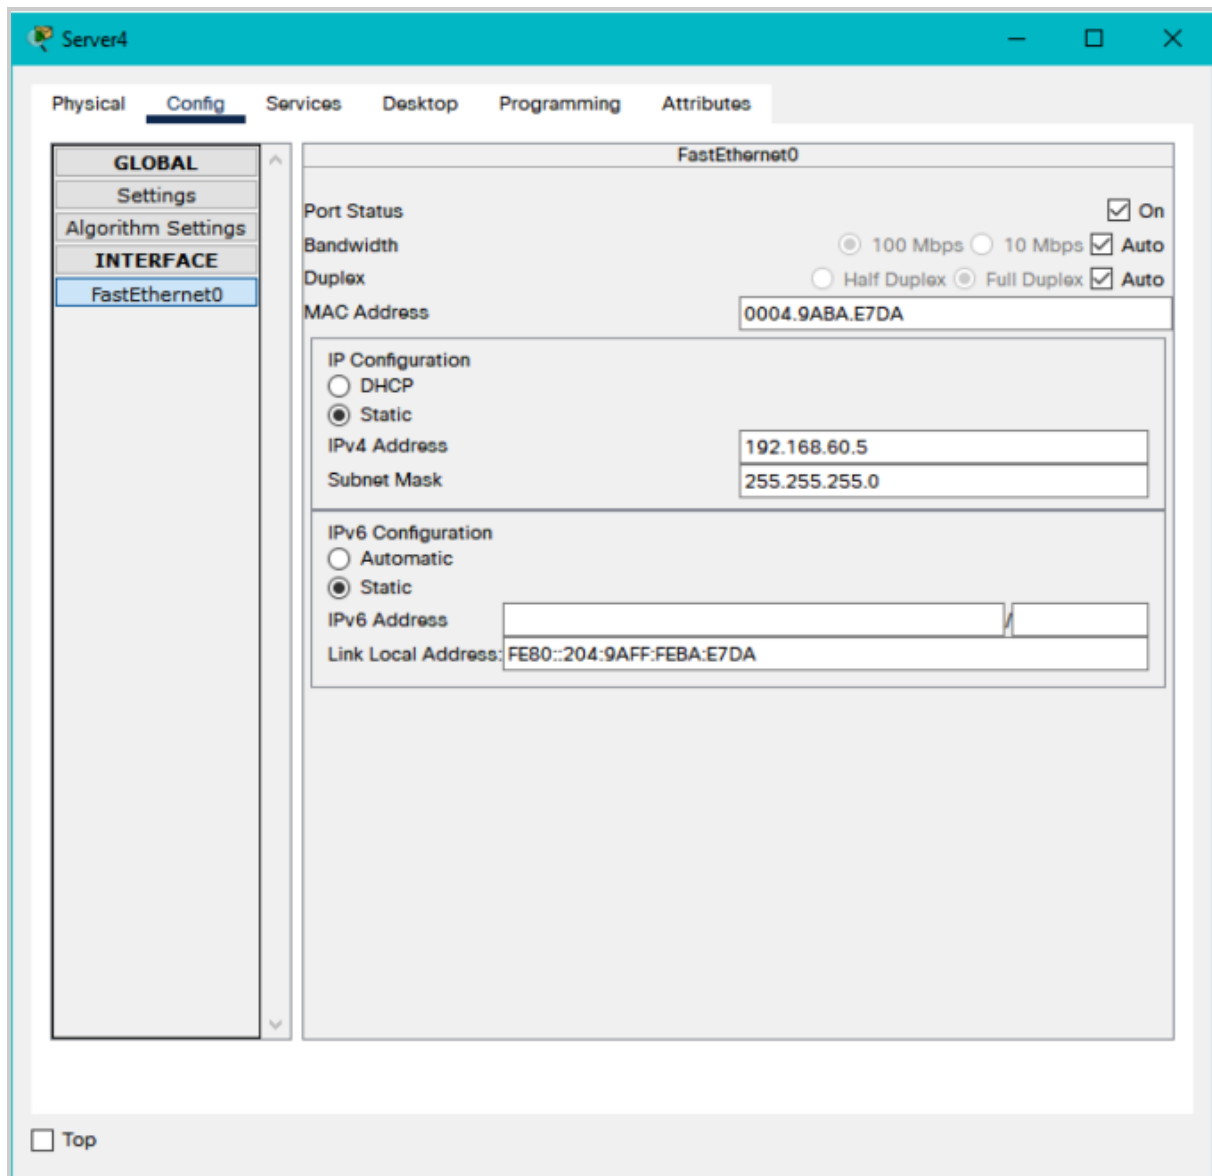 Server4
Physical Config Services Desktop Programming Attributes
GLOBAL
Settings
Algorithm Settings
INTERFACE
FastEthernet0
FastEthernet0
Port Status On
Bandwidth 100 Mbps 10 Mbps Auto
Duplex Half Duplex Full Duplex Auto
MAC Address 0004.9ABA.E7DA
IP Configuration
DHCP
Static
IPv4 Address 192.168.60.5
Subnet Mask 255.255.255.0
IPv6 Configuration
Automatic
Static
IPv6 Address /
Link Local Address: FE80::204:9AFF:FEBA:E7DA
Top